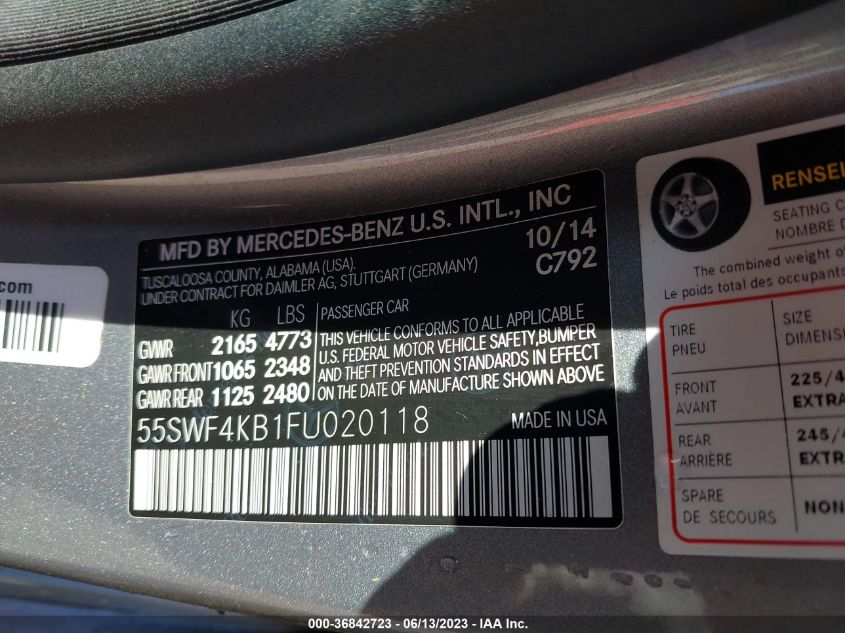 .com
MFD BY MERCEDES-BENZ U.S. INTL., INC
TUSCALOOSA COUNTY, ALABAMA (USA).
UNDER CONTRACT FOR DAIMLER AG, STUTTGART (GERMANY)
10/14
C792
KG LBS
GVWR 2165 4773
GAWR FRONT 1065 2348
GAWR REAR 1125 2480
PASSENGER CAR
THIS VEHICLE CONFORMS TO ALL APPLICABLE
U.S. FEDERAL MOTOR VEHICLE SAFETY, BUMPER
AND THEFT PREVENTION STANDARDS IN EFFECT
ON THE DATE OF MANUFACTURE SHOWN ABOVE
55SWF4KB1FU020118
MADE IN USA
RENSEI
SEATING C
NOMBRE D
The combined weight of
Le poids total des occupants
TIRE
PNEU
SIZE
DIMENSI
FRONT
AVANT
225/4
EXTRA
REAR
ARRIÈRE
245/4
EXTR
SPARE
DE SECOURS
NON
000-36842723 - 06/13/2023 - IAAI.com